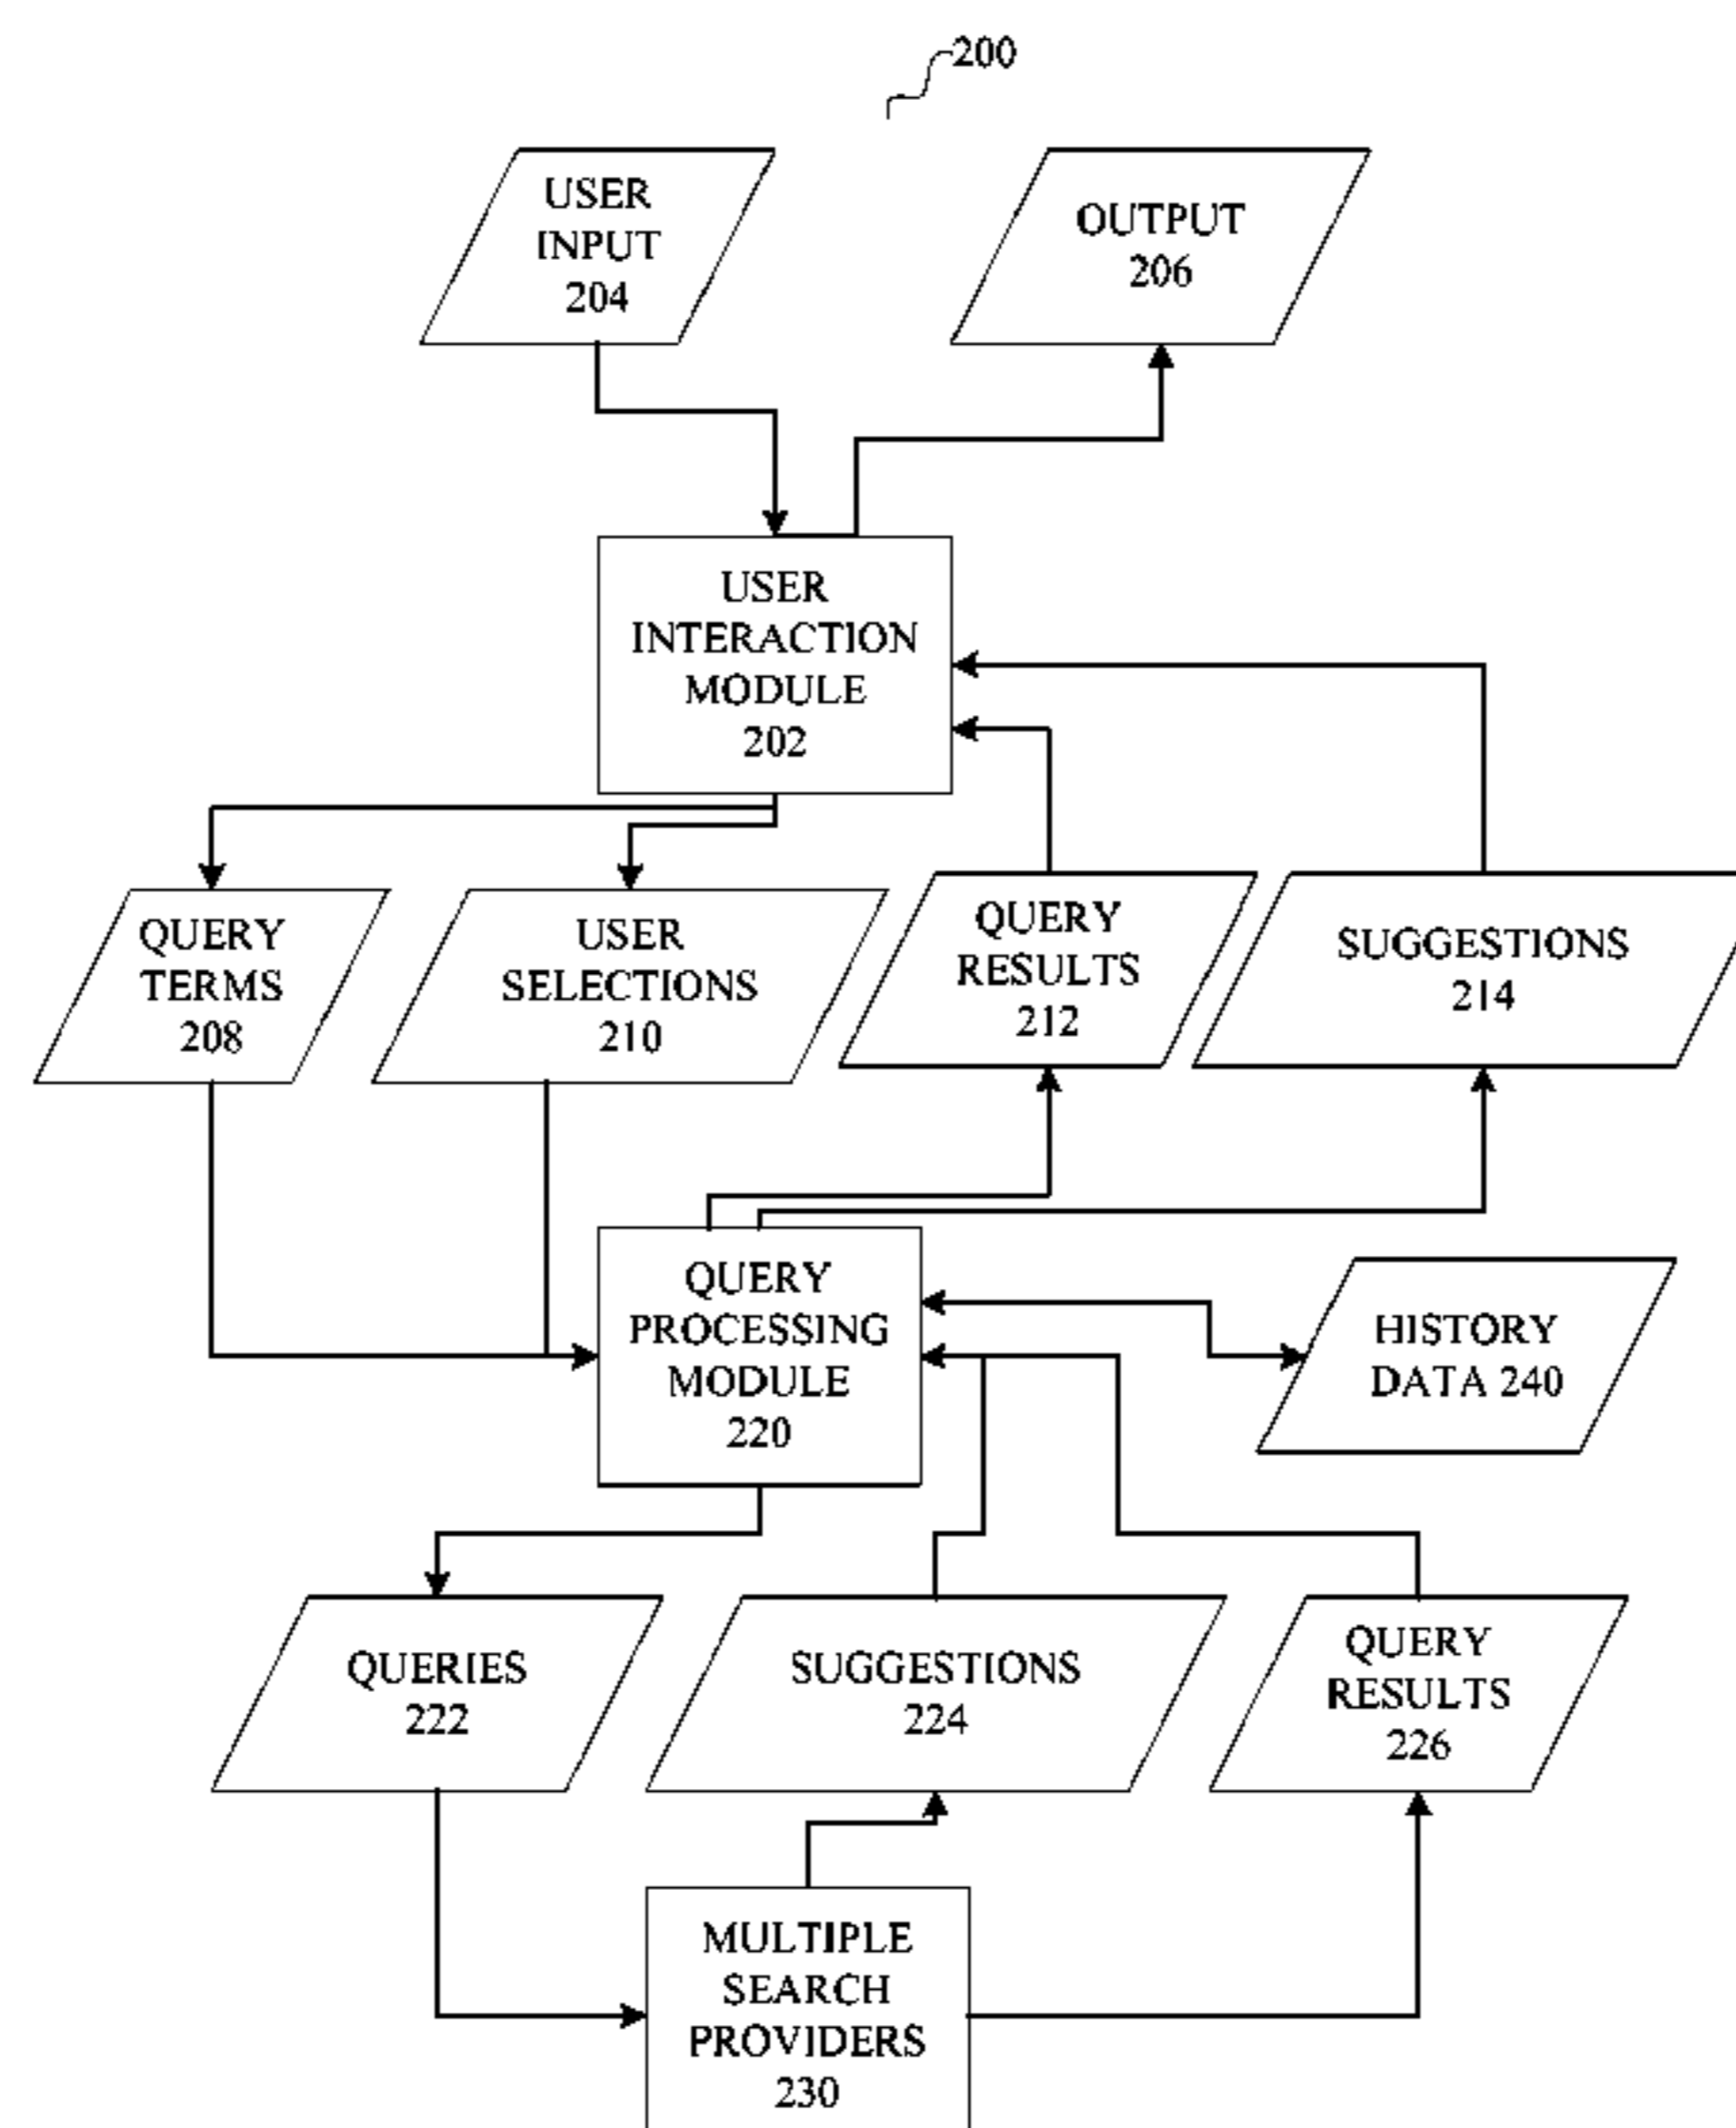 200
USER
INPUT
204
OUTPUT
206
USER
INTERACTION
MODULE
202
QUERY
TERMS
208
USER
SELECTIONS
210
QUERY
RESULTS
212
SUGGESTIONS
214
QUERY
PROCESSING
MODULE
220
HISTORY
DATA 240
QUERIES
222
SUGGESTIONS
224
QUERY
RESULTS
226
MULTIPLE
SEARCH
PROVIDERS
230